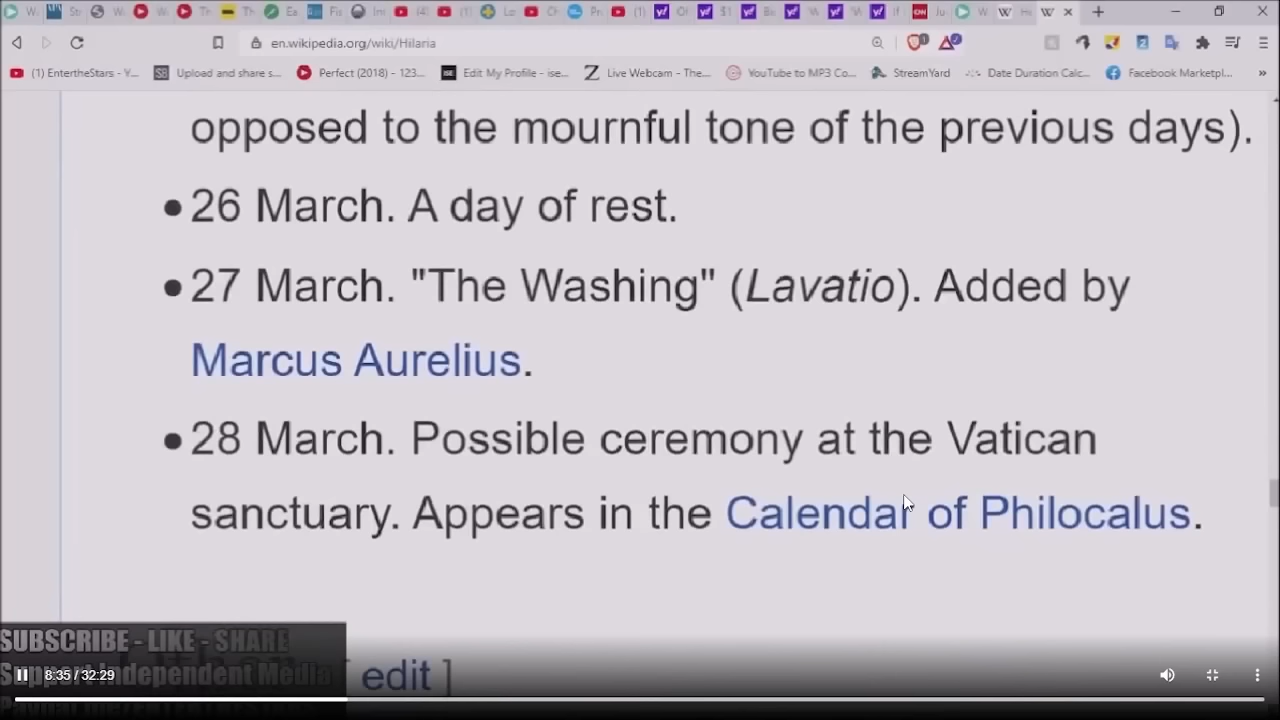 en.wikipedia.org/wiki/Hilaria
(1) EntertheStars - Y...
Upload and share s...
Perfect (2018) - 123...
Edit My Profile - ise...
Live Webcam - The...
YouTube to MP3 Co...
StreamYard
Date Duration Calc...
Facebook Marketpl...
»
opposed to the mournful tone of the previous days).
• 26 March. A day of rest.
• 27 March. "The Washing" (Lavatio). Added by
Marcus Aurelius.
• 28 March. Possible ceremony at the Vatican
sanctuary. Appears in the Calendar of Philocalus.
[ edit ]
SUBSCRIBE - LIKE - SHARE
Support Independent Media
8:35 / 32:29